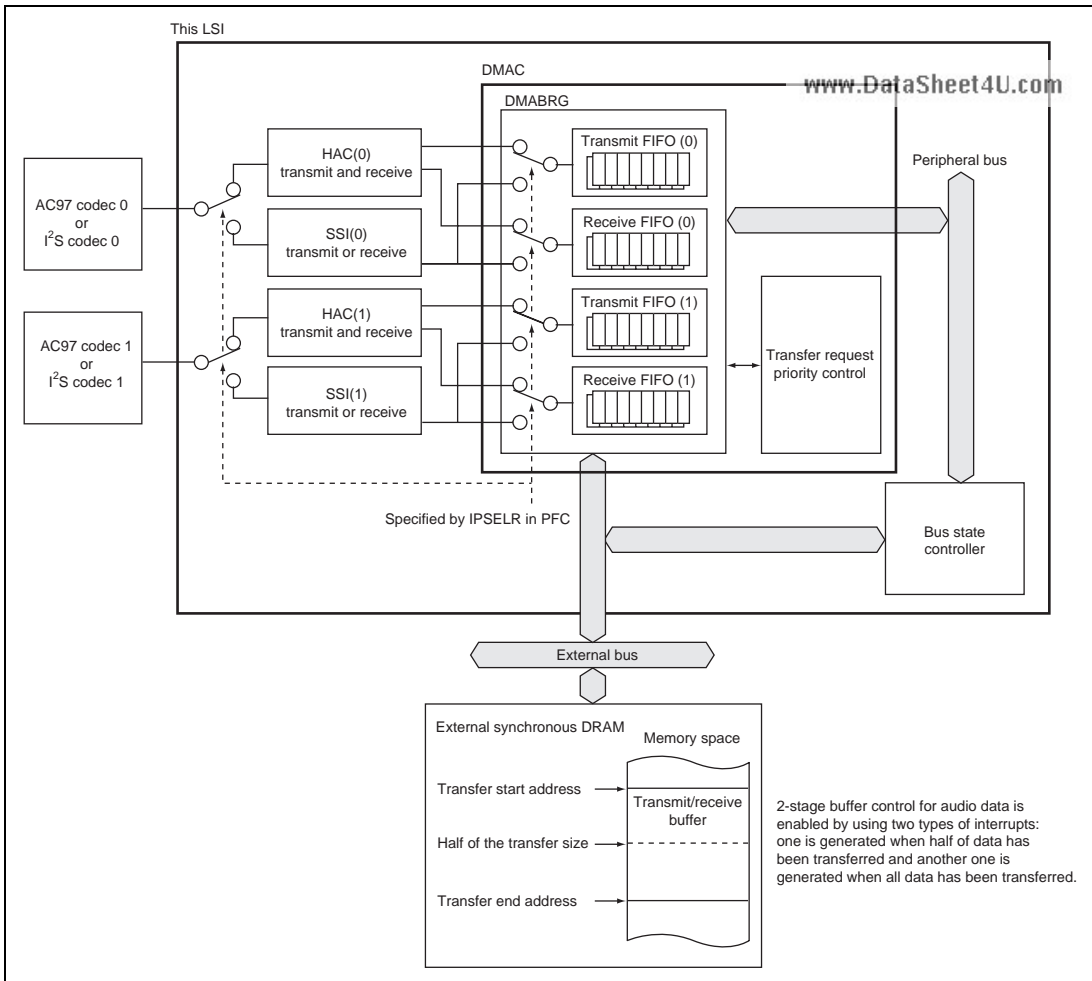 This LSI
DMAC
www.DataSheet4U.com
DMABRG
HAC(0)
transmit and receive
Transmit FIFO (0)
Peripheral bus
AC97 codec 0
or
I²S codec 0
SSI(0)
transmit or receive
Receive FIFO (0)
HAC(1)
transmit and receive
Transmit FIFO (1)
AC97 codec 1
or
I²S codec 1
Transfer request
priority control
SSI(1)
transmit or receive
Receive FIFO (1)
Specified by IPSELR in PFC
Bus state
controller
External bus
External synchronous DRAM
Memory space
Transfer start address
Transmit/receive
buffer
Half of the transfer size
Transfer end address
2-stage buffer control for audio data is
enabled by using two types of interrupts:
one is generated when half of data has
been transferred and another one is
generated when all data has been transferred.